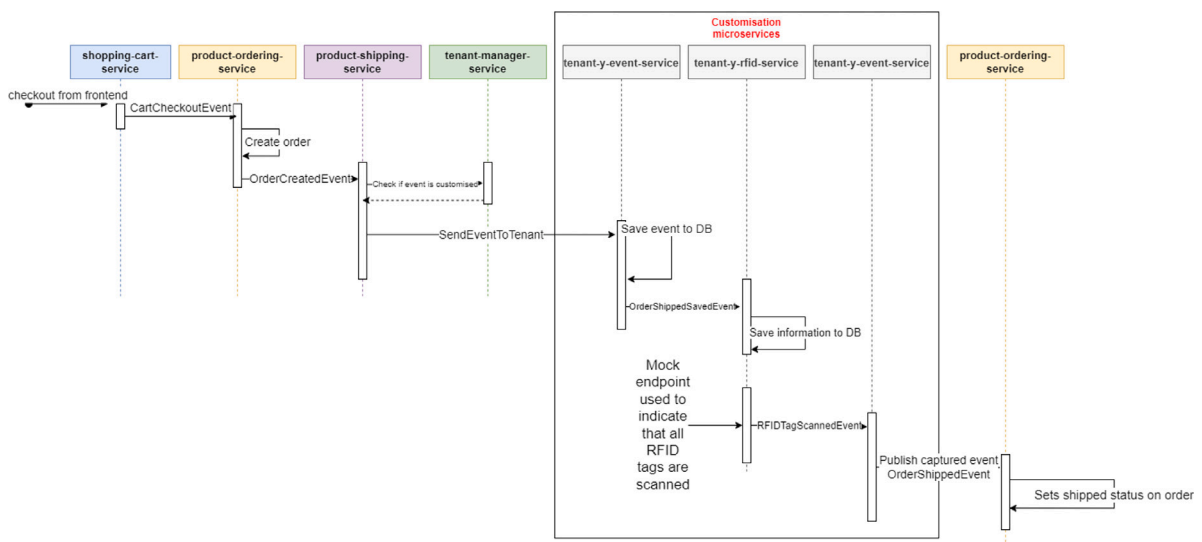 Customisation
microservices
shopping-cart-
service
product-ordering-
service
product-shipping-
service
tenant-manager-
service
tenant-y-event-service
tenant-y-rfid-service
tenant-y-event-service
product-ordering-
service
checkout from frontend
CartCheckoutEvent
Create order
OrderCreatedEvent
Check if event is customised
SendEventToTenant
Save event to DB
OrderShippedSavedEvent
Save information to DB
Mock
endpoint
used to
indicate
that all
RFID
tags are
scanned
RFIDTagScannedEvent
Publish captured event
OrderShippedEvent
Sets shipped status on order